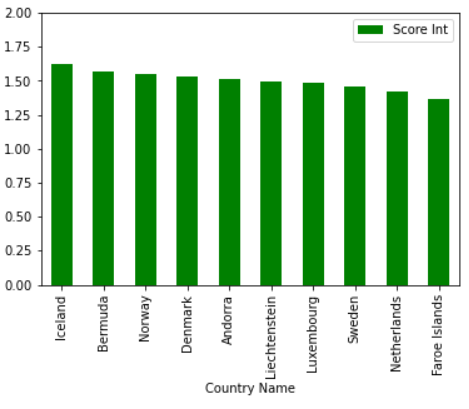 2.00
1.75
1.50
1.25
1.00
0.75
0.50
0.25
0.00
Score Int
Iceland
Bermuda
Norway
Denmark
Andorra
Liechtenstein
Luxembourg
Sweden
Netherlands
Faroe Islands
Country Name